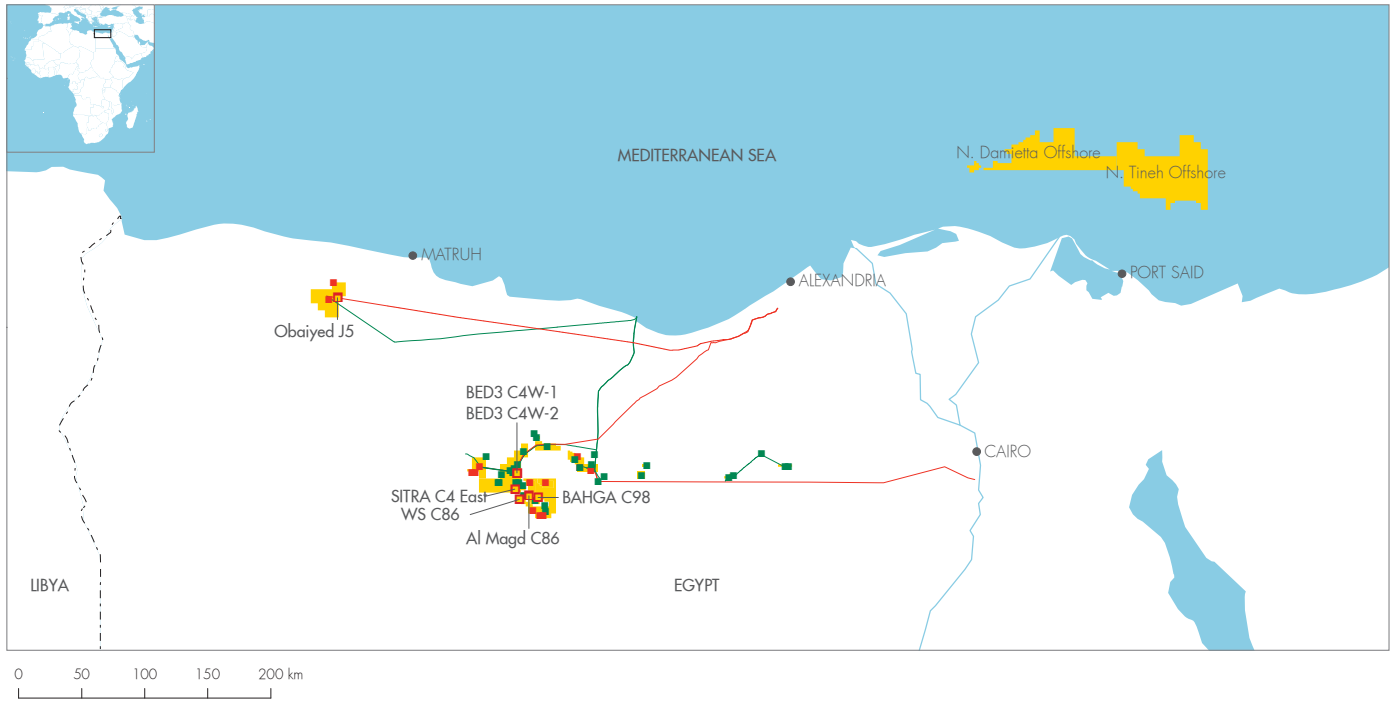 MEDITERRANEAN SEA
N. Damietta Offshore
N. Tineh Offshore
MATRUH
ALEXANDRIA
PORT SAID
Obaiyed J5
BED3 C4W-1
BED3 C4W-2
CAIRO
SITRA C4 East
BAHGA C98
WS C86
Al Magd C86
LIBYA
EGYPT
0 50 100 150 200 km